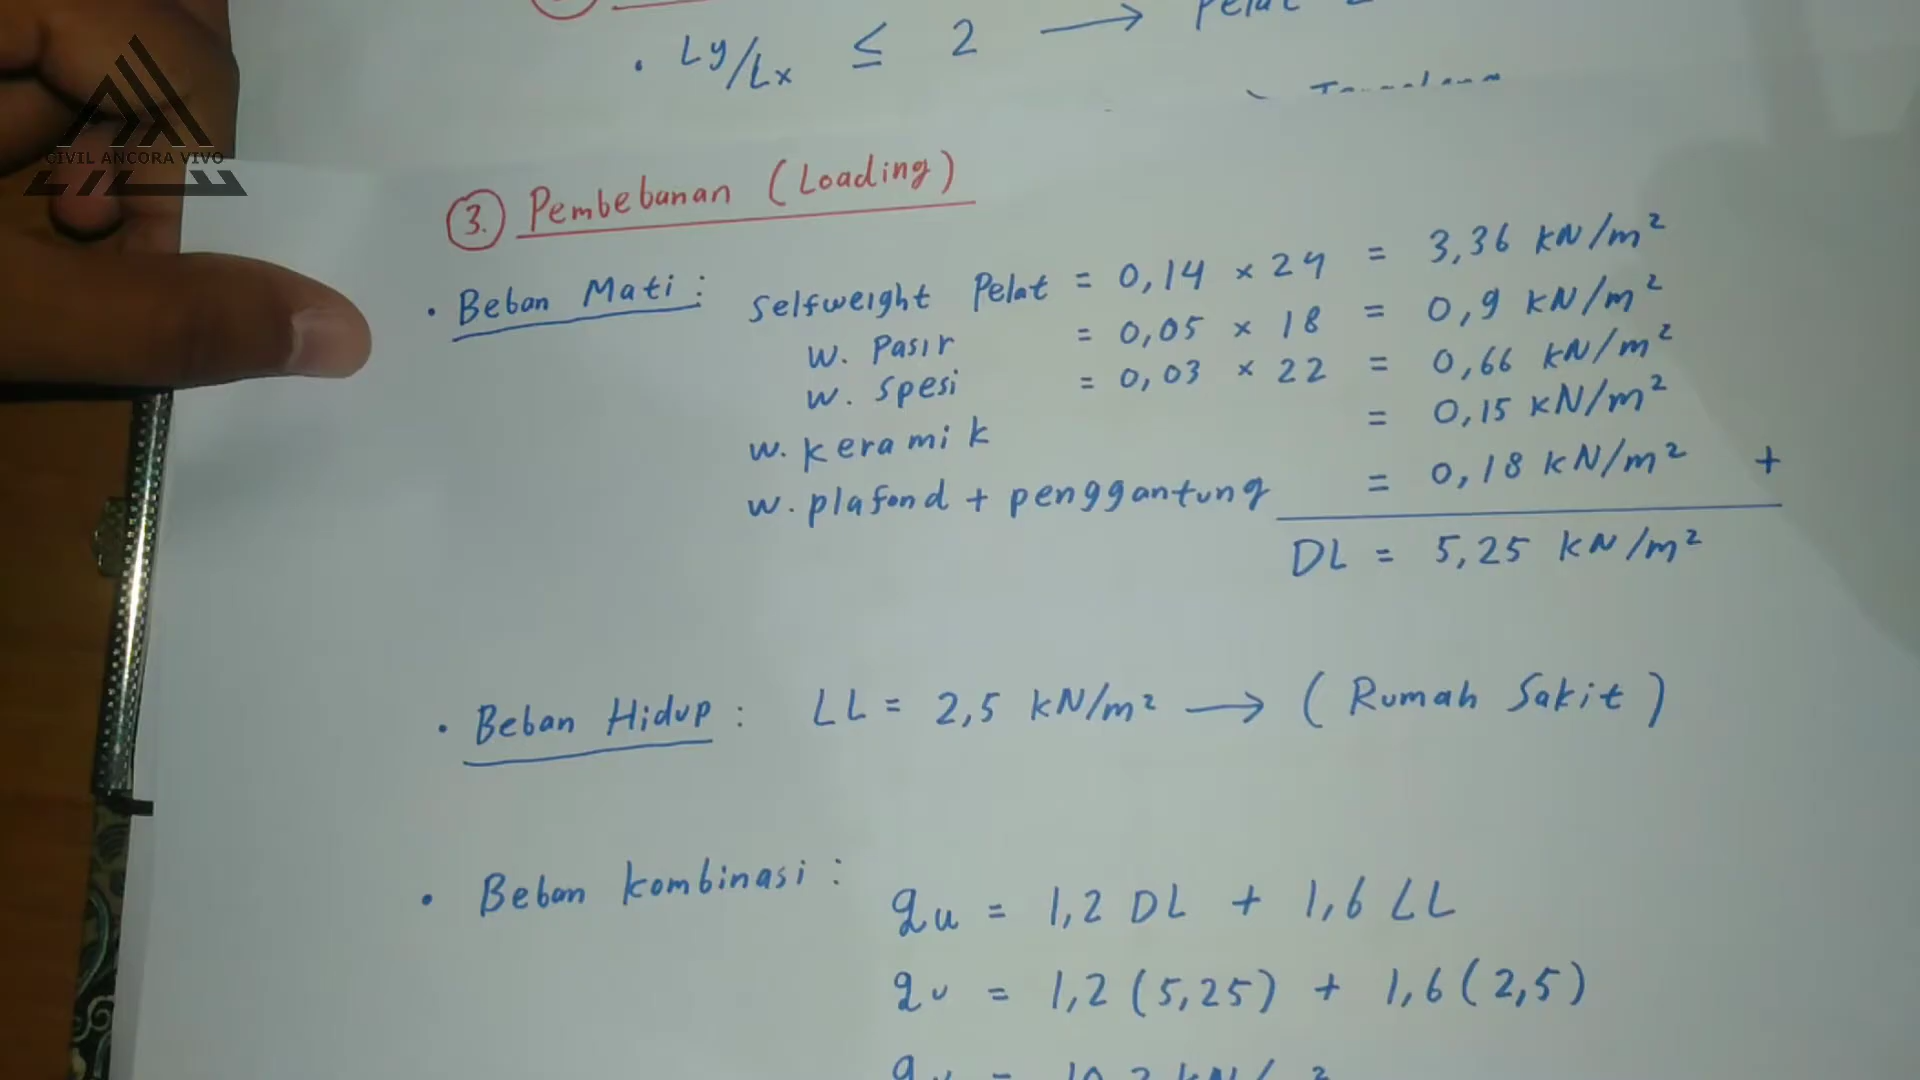 • Ly/Lx ≤ 2 → Pelat
CIVIL ANCORA VIVO
3. Pembebanan (Loading)
• Beban Mati : Selfweight Pelat = 0,14 × 24 = 3,36 kN/m²
w. Pasir = 0,05 × 18 = 0,9 kN/m²
w. Spesi = 0,03 × 22 = 0,66 kN/m²
w. keramik = 0,15 kN/m²
w. plafond + penggantung = 0,18 kN/m² +
DL = 5,25 kN/m²
• Beban Hidup : LL = 2,5 kN/m² → (Rumah Sakit)
• Beban kombinasi :
qu = 1,2 DL + 1,6 LL
qu = 1,2 (5,25) + 1,6 (2,5)